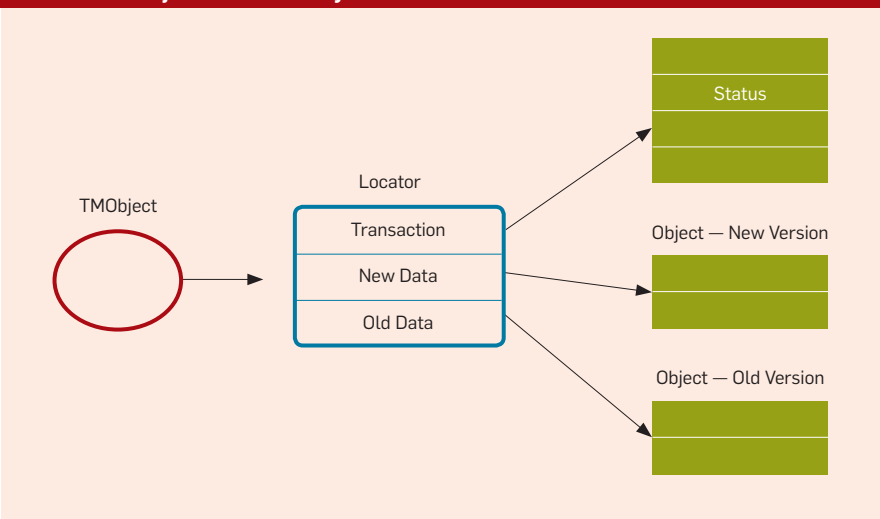 TMObject
Locator
Transaction
New Data
Old Data
Status
Object — New Version
Object — Old Version